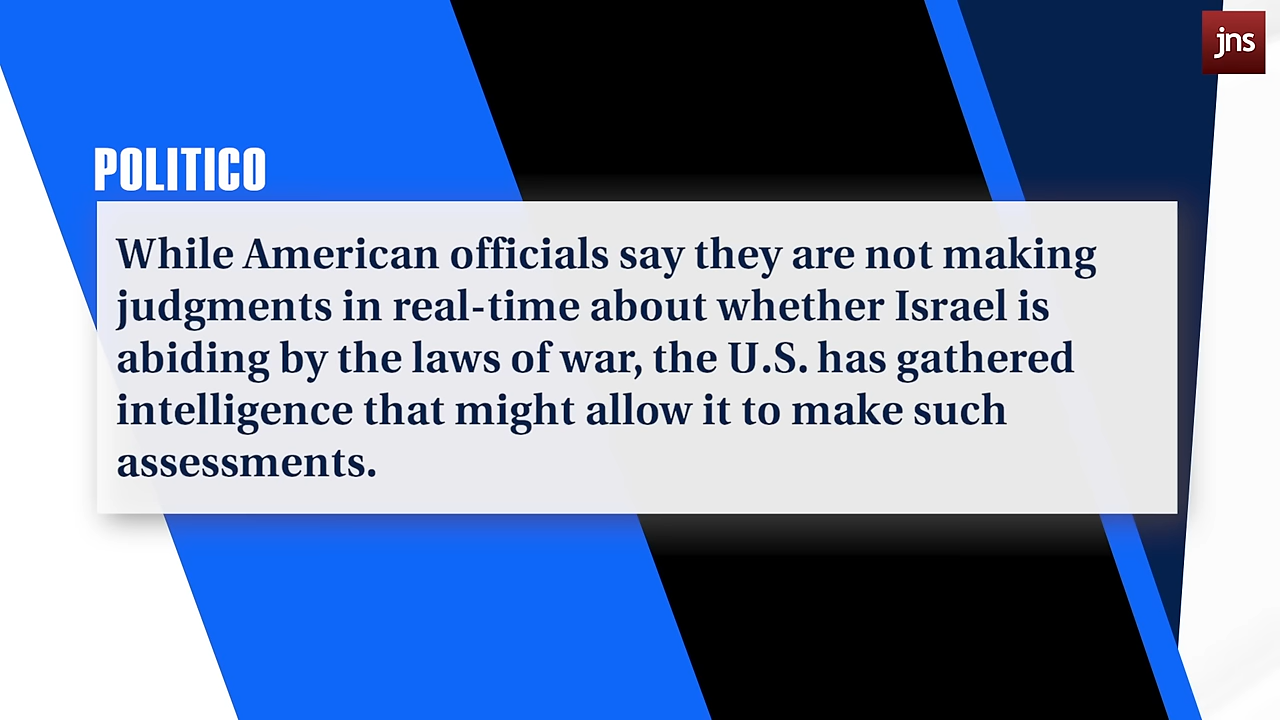 jns
POLITICO
While American officials say they are not making
judgments in real-time about whether Israel is
abiding by the laws of war, the U.S. has gathered
intelligence that might allow it to make such
assessments.